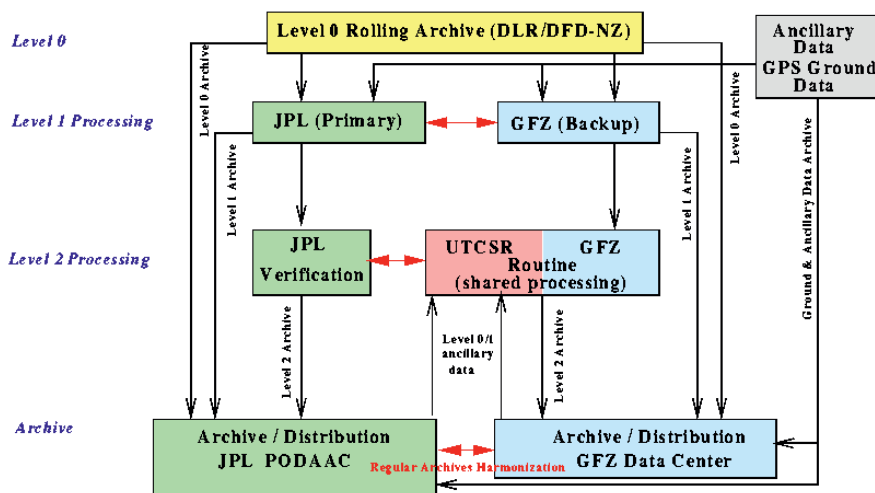 Level 0
Level 0 Rolling Archive (DLR/DFD-NZ)
Ancillary
Data
GPS Ground
Data
Level 0 Archive
Level 0 Archive
Level 1 Processing
JPL (Primary)
GFZ (Backup)
Level 1 Archive
Level 1 Archive
Ground & Ancillary Data Archive
Level 2 Processing
JPL
Verification
UTCSR GFZ
Routine
(shared processing)
Level 2 Archive
Level 0/1
ancillary
data
Level 2 Archive
Archive
Archive / Distribution
JPL PODAAC
Regular Archives Harmonization
Archive / Distribution
GFZ Data Center